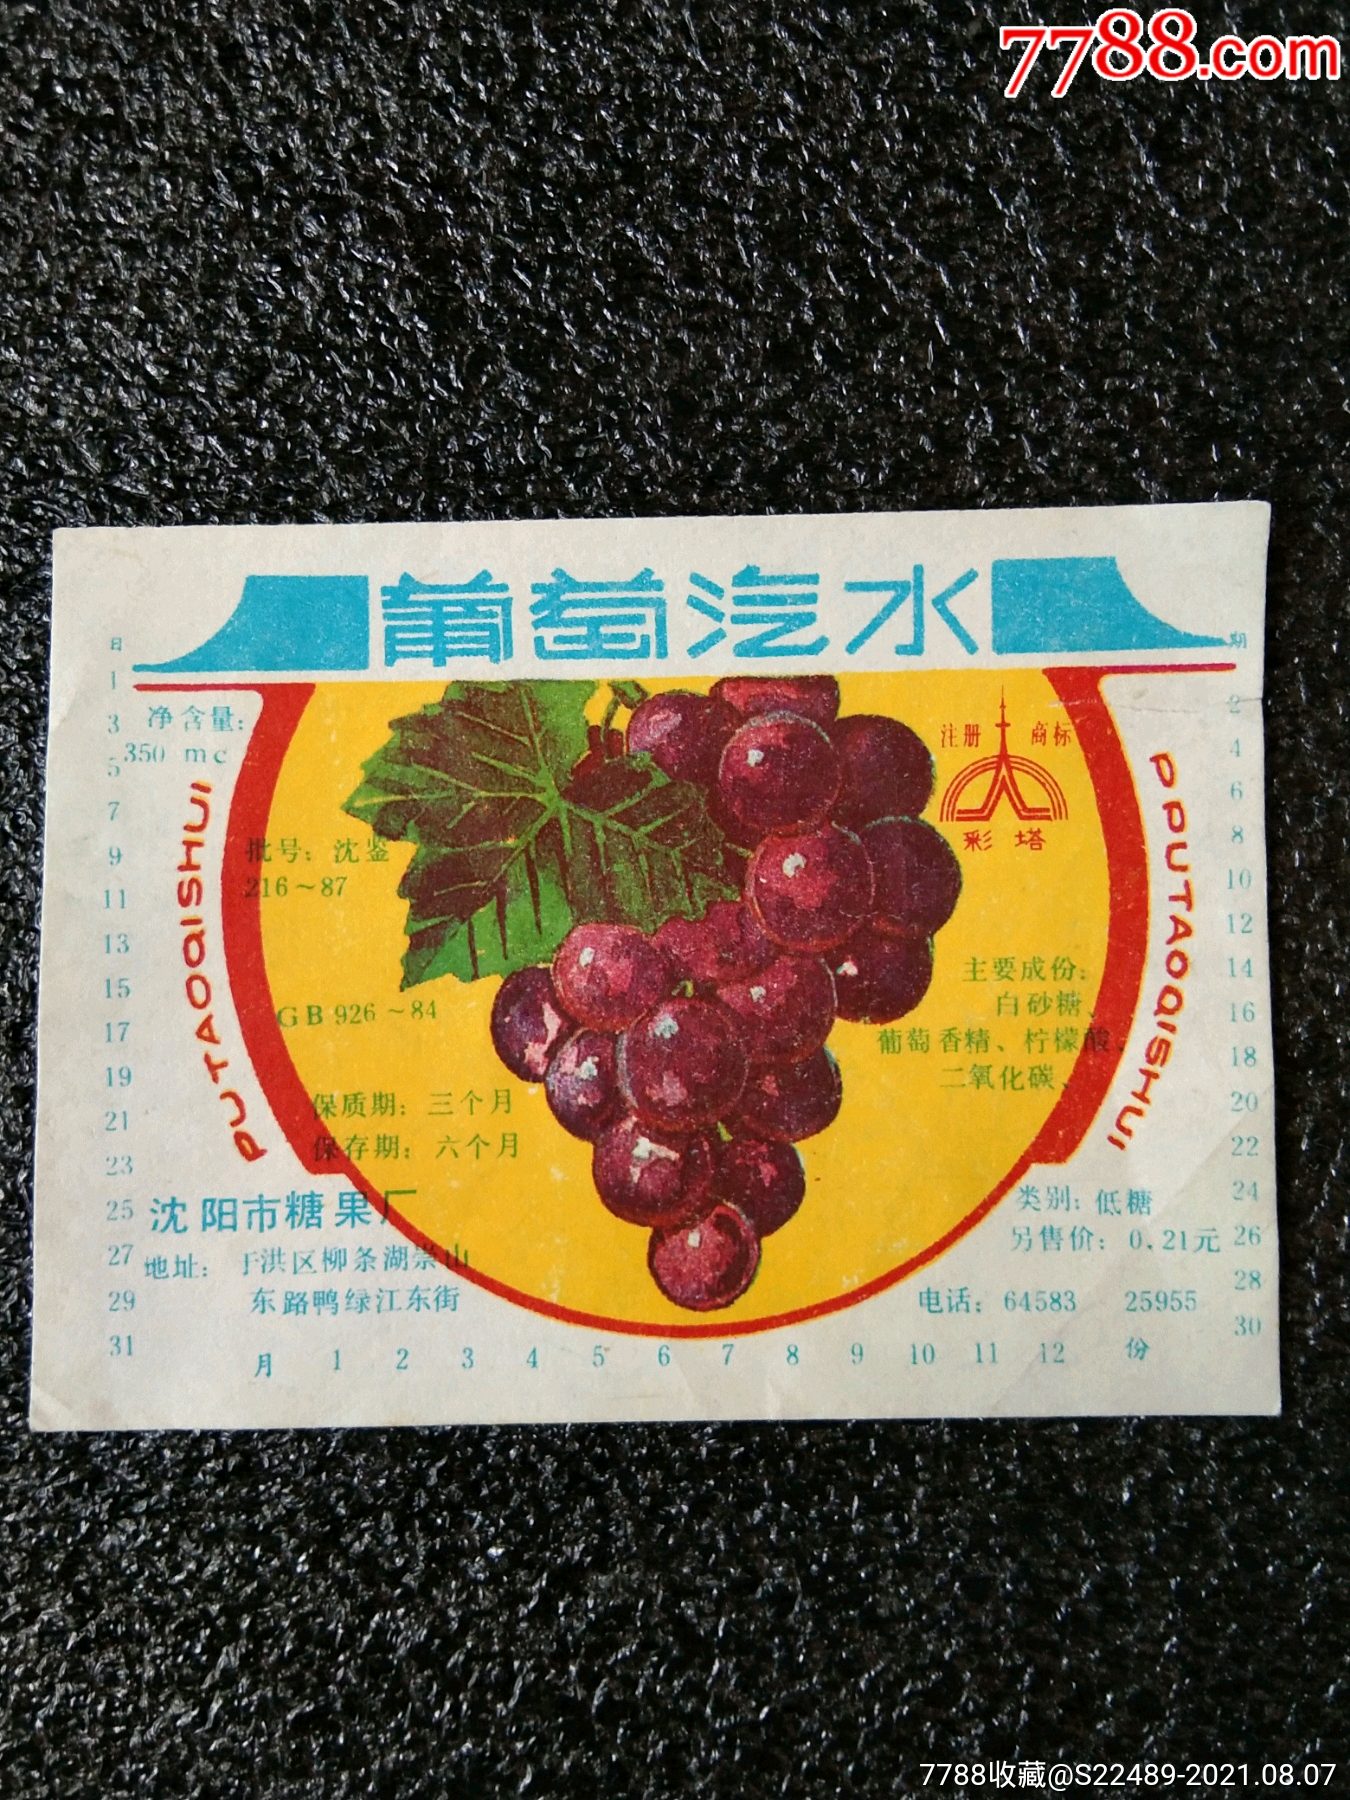 7788.com
葡萄汽水
日
期
1
3
5
7
9
11
13
15
17
19
21
23
25
27
29
31
净含量:
350 mc
PUTAOQISHUI
批号: 沈鉴
216~87
GB 926~84
保质期: 三个月
保存期: 六个月
沈阳市糖果厂
地址: 于洪区柳条湖崇山
东路鸭绿江东街
注册 商标
彩塔
主要成份:
白砂糖、
葡萄香精、柠檬酸、
二氧化碳、
PPUTAOQISHUI
类别: 低糖
另售价: 0.21元
电话: 64583 25955
2
4
6
8
10
12
14
16
18
20
22
24
26
28
30
月 1 2 3 4 5 6 7 8 9 10 11 12 份
7788收藏@S22489-2021.08.07